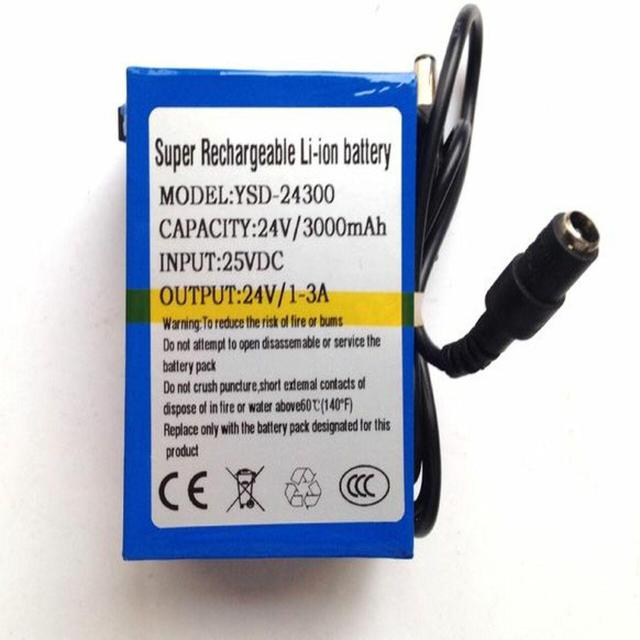 Super Rechargeable Li-ion battery
MODEL:YSD-24300
CAPACITY:24V/3000mAh
INPUT:25VDC
OUTPUT:24V/1-3A
Warning:To reduce the risk of fire or burns
Do not attempt to open disassemable or service the
battery pack
Do not crush puncture,short external contacts of
dispose of in fire or water above60℃(140°F)
Replace only with the battery pack designated for this
product
CE
CCC